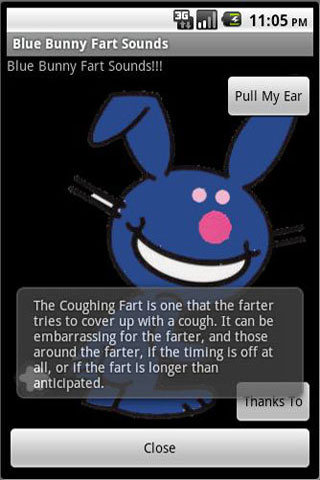 3G 11:05 PM
Blue Bunny Fart Sounds
Blue Bunny Fart Sounds!!!
Pull My Ear
The Coughing Fart is one that the farter
tries to cover up with a cough. It can be
embarrassing for the farter, and those
around the farter, if the timing is off at
all, or if the fart is longer than
anticipated.
Thanks To
Close